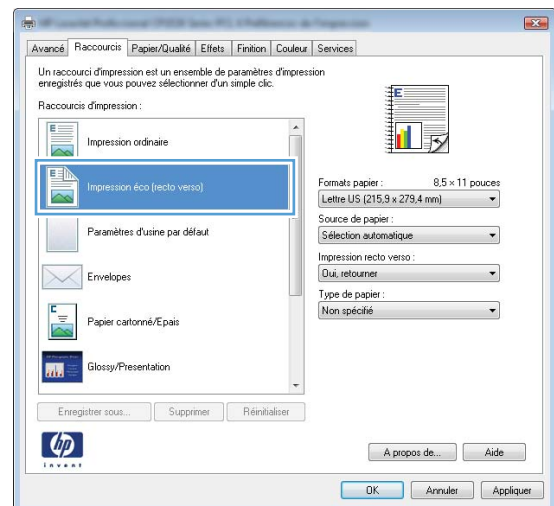 Avancé Raccourcis Papier/Qualité Effets Finition Couleur Services
Un raccourci d'impression est un ensemble de paramètres d'impression
enregistrés que vous pouvez sélectionner d'un simple clic.
Raccourcis d'impression :
Impression ordinaire
Impression éco (recto verso)
Paramètres d'usine par défaut
Envelopes
Papier cartonné/Epais
Glossy/Presentation
Enregistrer sous... Supprimer Réinitialiser
Formats papier : 8,5 × 11 pouces
Lettre US (215,9 x 279,4 mm)
Source de papier :
Sélection automatique
Impression recto verso :
Oui, retourner
Type de papier :
Non spécifié
hp
invent
A propos de... Aide
OK Annuler Appliquer